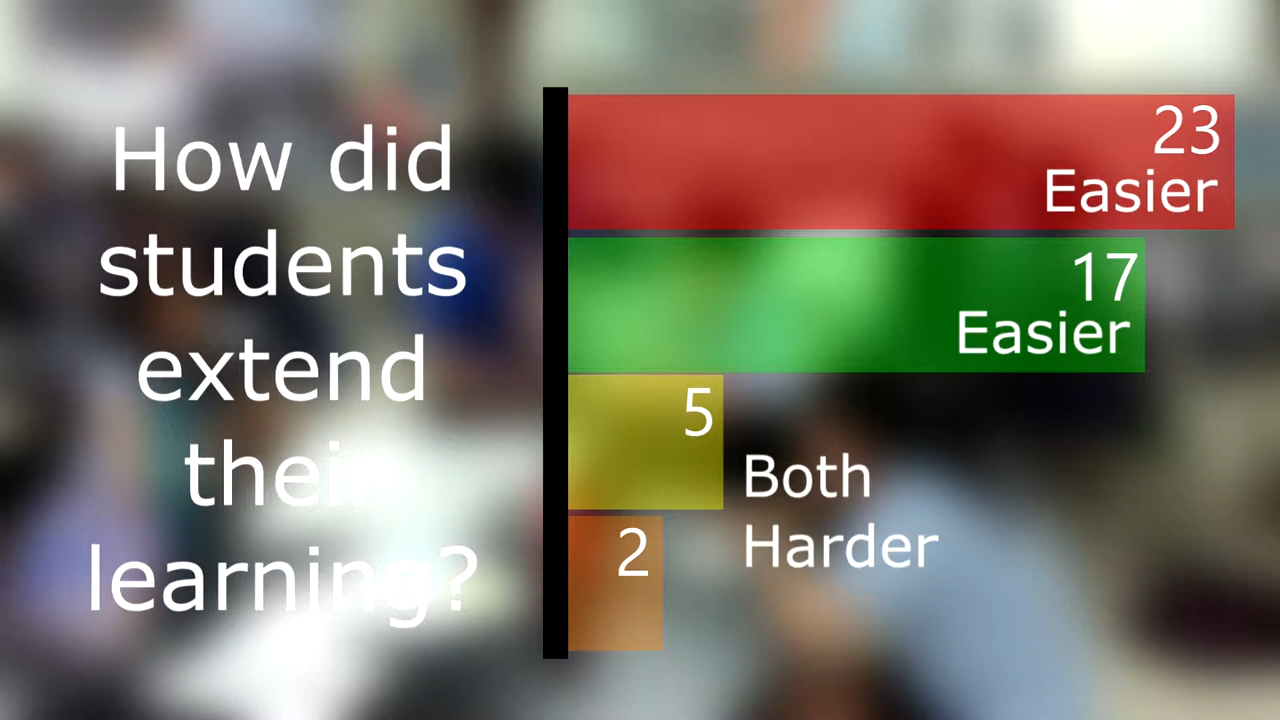 How did
students
extend
their
learning?
23
Easier
17
Easier
5
Both
Harder
2